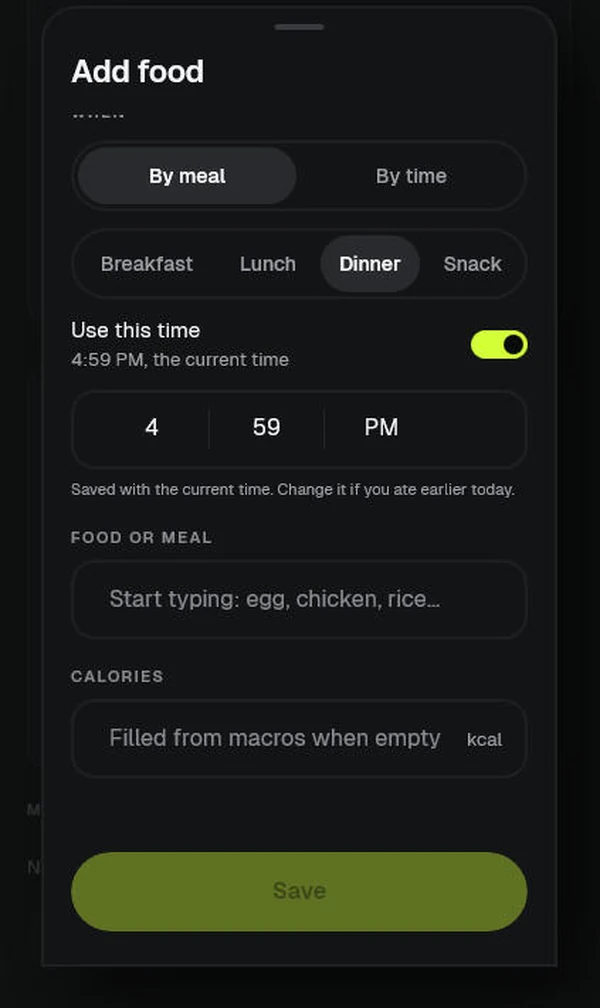 Add food
By meal
By time
Breakfast
Lunch
Dinner
Snack
Use this time
4:59 PM, the current time
4
59
PM
Saved with the current time. Change it if you ate earlier today.
FOOD OR MEAL
Start typing: egg, chicken, rice...
CALORIES
Filled from macros when empty
kcal
M
N
Save